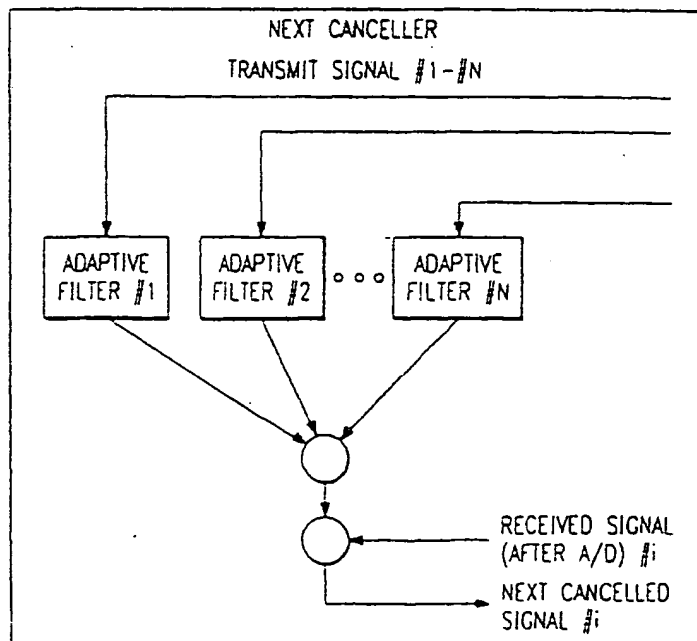 NEXT CANCELLER
TRANSMIT SIGNAL #1-#N
ADAPTIVE
FILTER #1
ADAPTIVE
FILTER #2
ADAPTIVE
FILTER #N
RECEIVED SIGNAL
(AFTER A/D) #i
NEXT CANCELLED
SIGNAL #i